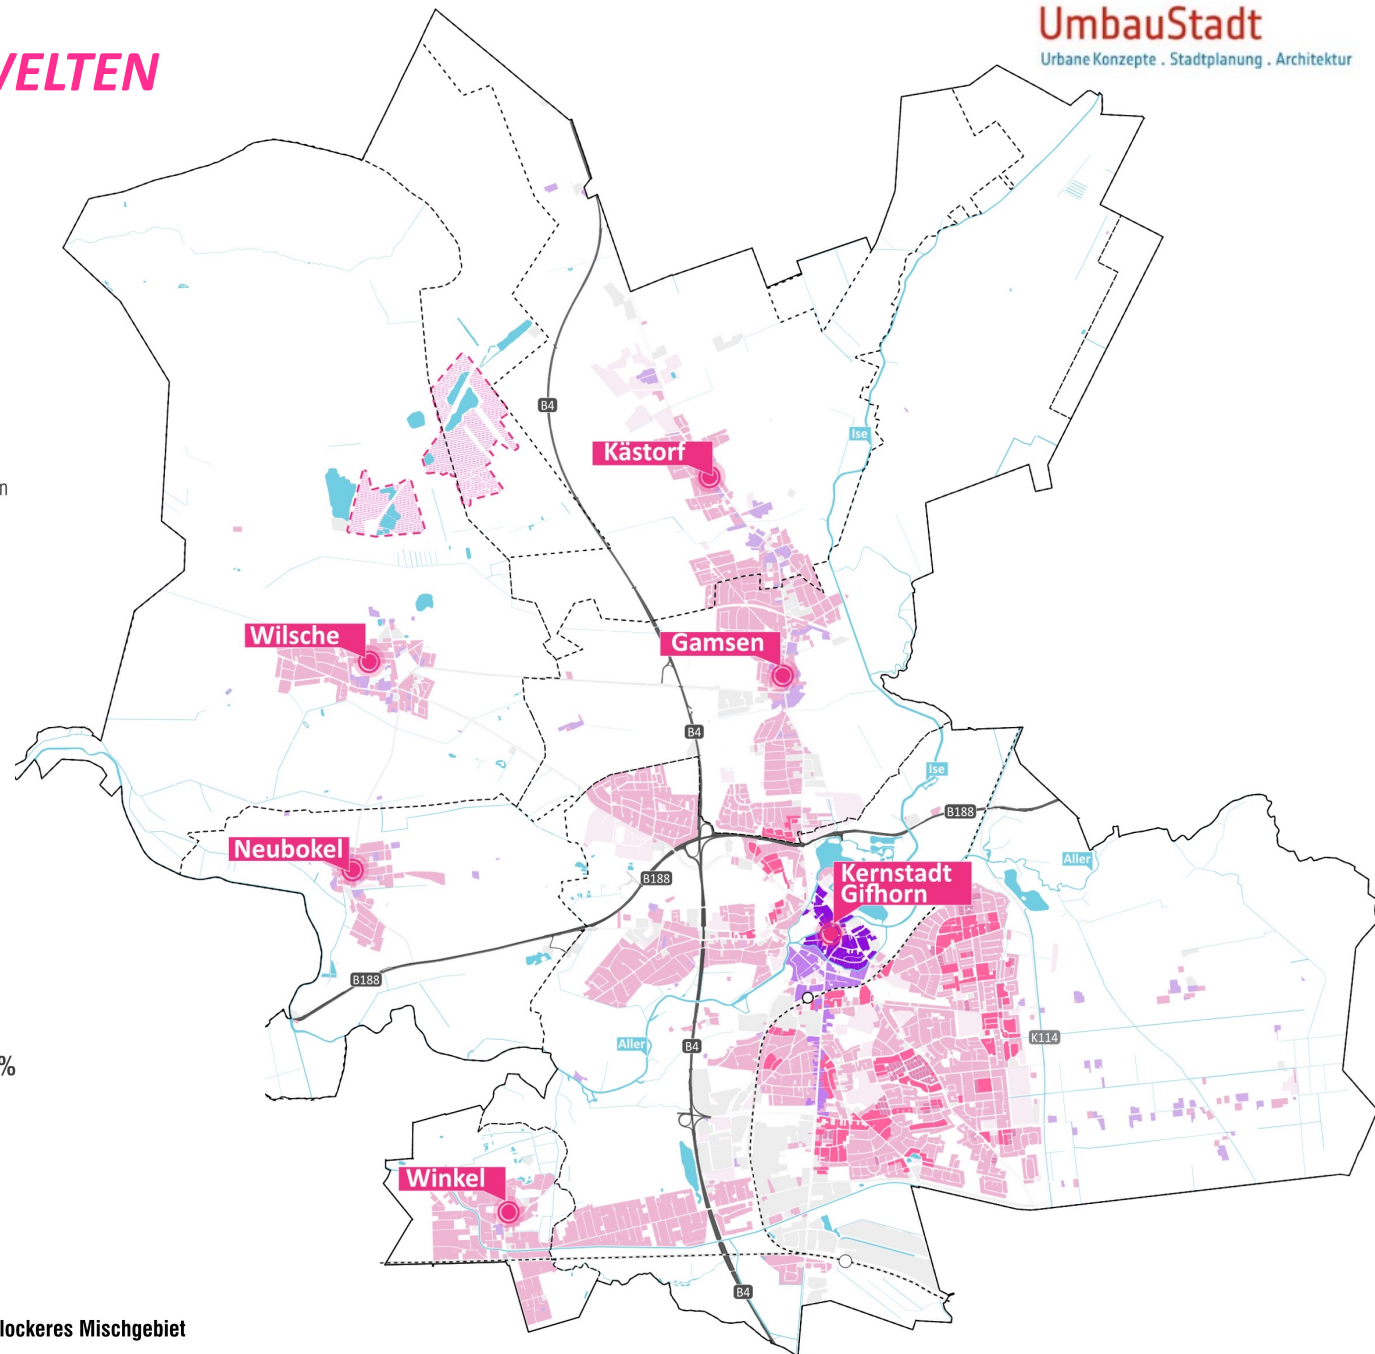 UmbauStadt
Urbane Konzepte . Stadtplanung . Architektur
VELTEN
B4
Ise
Kästorf
n
Wilsche
Gamsen
B4
Ise
B188
Neubokel
Aller
B188
Kernstadt
Gifhorn
B188
K114
Aller
B4
%
Winkel
B4
lockeres Mischgebiet